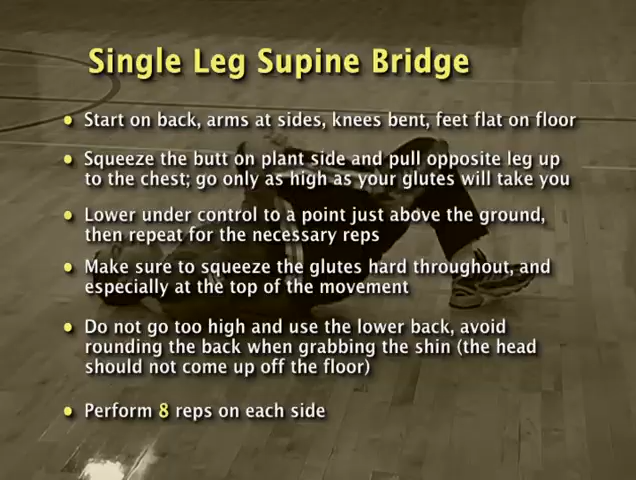 Single Leg Supine Bridge
• Start on back, arms at sides, knees bent, feet flat on floor
• Squeeze the butt on plant side and pull opposite leg up
to the chest; go only as high as your glutes will take you
• Lower under control to a point just above the ground,
then repeat for the necessary reps
• Make sure to squeeze the glutes hard throughout, and
especially at the top of the movement
• Do not go too high and use the lower back, avoid
rounding the back when grabbing the shin (the head
should not come up off the floor)
• Perform 8 reps on each side